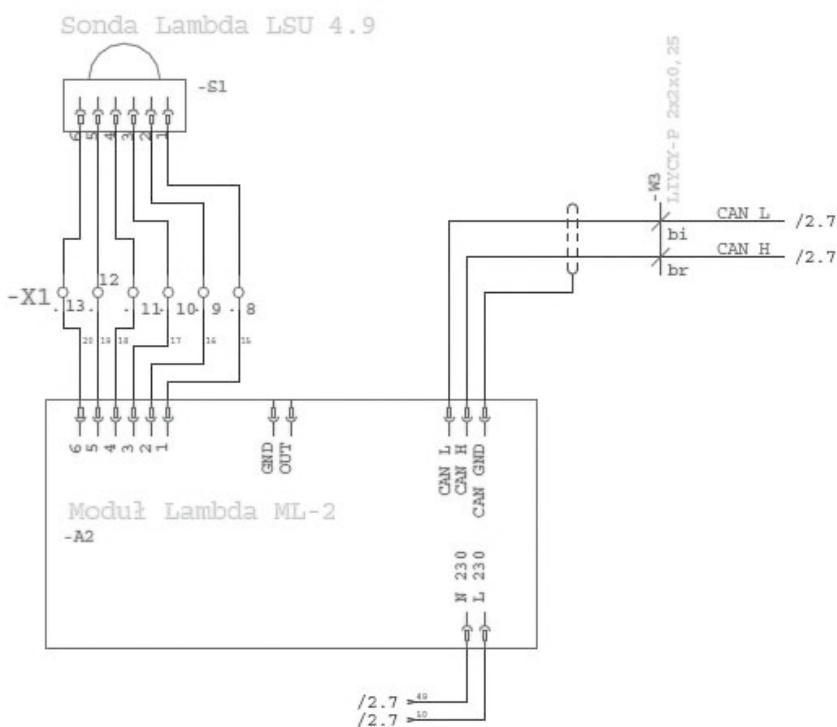 Sonda Lambda LSU 4.9
-S1
6 5 4 3 2 1
LIYCY-P 2x2x0,25
-W3
CAN L /2.7
bi
CAN H /2.7
br
-X1 13 12 11 10 9 8
20 19 18 17 16 15
6 5 4 3 2 1
GND
OUT
CAN L
CAN H
CAN GND
Moduł Lambda ML-2
-A2
N 230
L 230
/2.7 49
/2.7 50